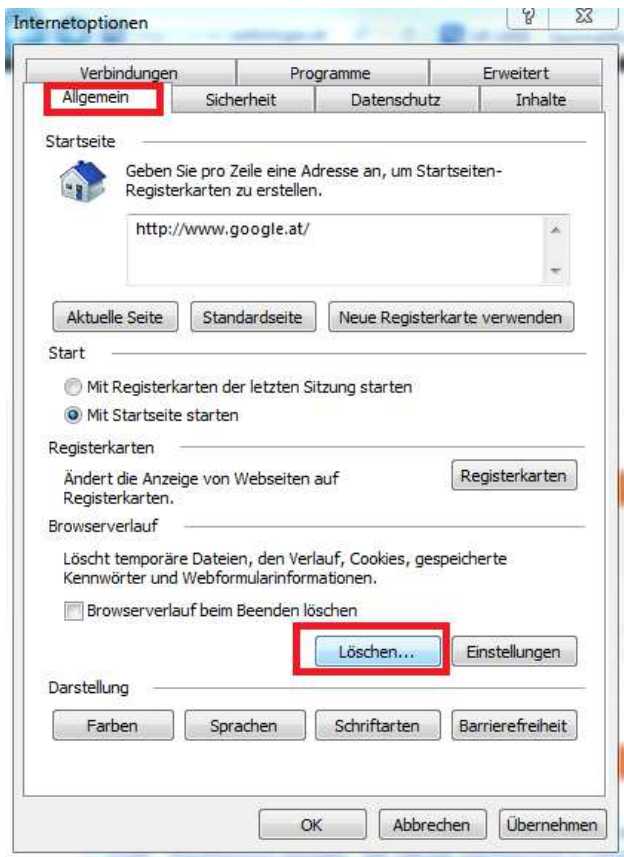 Internetoptionen
Verbindungen Programme Erweitert
Allgemein Sicherheit Datenschutz Inhalte
Startseite
Geben Sie pro Zeile eine Adresse an, um Startseiten-
Registerkarten zu erstellen.
http://www.google.at/
Aktuelle Seite Standardseite Neue Registerkarte verwenden
Start
Mit Registerkarten der letzten Sitzung starten
Mit Startseite starten
Registerkarten
Ändert die Anzeige von Webseiten auf
Registerkarten.
Registerkarten
Browserverlauf
Löscht temporäre Dateien, den Verlauf, Cookies, gespeicherte
Kennwörter und Webformularinformationen.
Browserverlauf beim Beenden löschen
Löschen... Einstellungen
Darstellung
Farben Sprachen Schriftarten Barrierefreiheit
OK Abbrechen Übernehmen